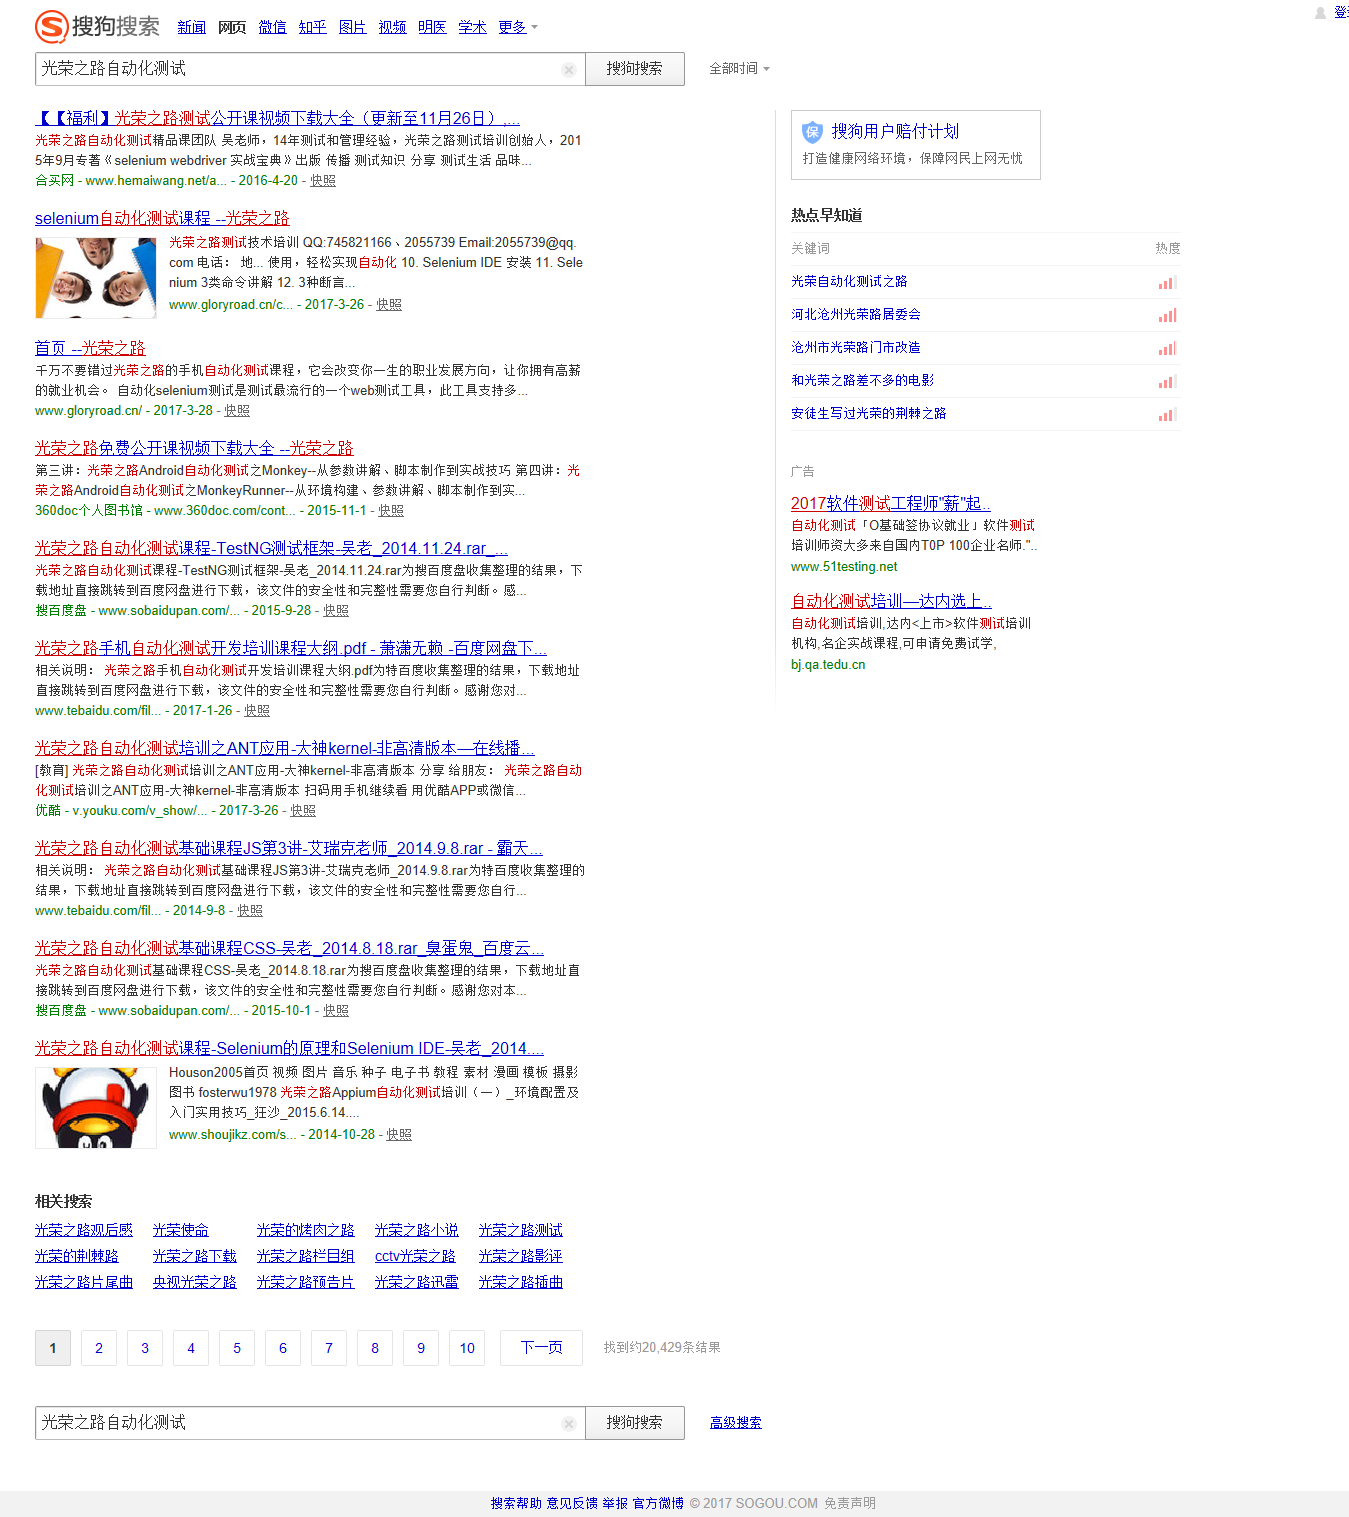 搜狗搜索 新闻 网页 微信 知乎 图片 视频 明医 学术 更多
光荣之路自动化测试 搜狗搜索 全部时间
【【福利】光荣之路测试公开课视频下载大全（更新至11月26日）,...
光荣之路自动化测试精品课团队 吴老师，14年测试和管理经验，光荣之路测试培训创始人，201
5年9月专著《selenium webdriver 实战宝典》出版 传播 测试知识 分享 测试生活 品味...
合买网 - www.hemaiwang.net/a... - 2016-4-20 - 快照
selenium自动化测试课程 --光荣之路
光荣之路测试技术培训 QQ:745821166、2055739 Email:2055739@qq.
com 电话： 地... 使用，轻松实现自动化 10. Selenium IDE 安装 11. Sele
nium 3类命令讲解 12. 3种断言...
www.gloryroad.cn/c... - 2017-3-26 - 快照
首页 --光荣之路
千万不要错过光荣之路的手机自动化测试课程，它会改变你一生的职业发展方向，让你拥有高薪
的就业机会。 自动化selenium测试是测试最流行的一个web测试工具，此工具支持多...
www.gloryroad.cn/ - 2017-3-28 - 快照
光荣之路免费公开课视频下载大全 --光荣之路
第三讲：光荣之路Android自动化测试之Monkey--从参数讲解、脚本制作到实战技巧 第四讲：光
荣之路Android自动化测试之MonkeyRunner--从环境构建、参数讲解、脚本制作到实...
360doc个人图书馆 - www.360doc.com/cont... - 2015-11-1 - 快照
光荣之路自动化测试课程-TestNG测试框架-吴老_2014.11.24.rar_...
光荣之路自动化测试课程-TestNG测试框架-吴老_2014.11.24.rar为搜百度盘收集整理的结果，下
载地址直接跳转到百度网盘进行下载，该文件的安全性和完整性需要您自行判断。感...
搜百度盘 - www.sobaidupan.com/... - 2015-9-28 - 快照
光荣之路手机自动化测试开发培训课程大纲.pdf - 萧潇无赖 -百度网盘下...
相关说明： 光荣之路手机自动化测试开发培训课程大纲.pdf为特百度收集整理的结果，下载地址
直接跳转到百度网盘进行下载，该文件的安全性和完整性需要您自行判断。感谢您对...
www.tebaidu.com/fil... - 2017-1-26 - 快照
光荣之路自动化测试培训之ANT应用-大神kernel-非高清版本—在线播...
[教育] 光荣之路自动化测试培训之ANT应用-大神kernel-非高清版本 分享 给朋友： 光荣之路自动
化测试培训之ANT应用-大神kernel-非高清版本 扫码用手机继续看 用优酷APP或微信...
优酷 - v.youku.com/v_show/... - 2017-3-26 - 快照
光荣之路自动化测试基础课程JS第3讲-艾瑞克老师_2014.9.8.rar - 霸天...
相关说明： 光荣之路自动化测试基础课程JS第3讲-艾瑞克老师_2014.9.8.rar为特百度收集整理的
结果，下载地址直接跳转到百度网盘进行下载，该文件的安全性和完整性需要您自行...
www.tebaidu.com/fil... - 2014-9-8 - 快照
光荣之路自动化测试基础课程CSS-吴老_2014.8.18.rar_臭蛋鬼_百度云...
光荣之路自动化测试基础课程CSS-吴老_2014.8.18.rar为搜百度盘收集整理的结果，下载地址直
接跳转到百度网盘进行下载，该文件的安全性和完整性需要您自行判断。感谢您对本...
搜百度盘 - www.sobaidupan.com/... - 2015-10-1 - 快照
光荣之路自动化测试课程-Selenium的原理和Selenium IDE-吴老_2014....
Houson2005首页 视频 图片 音乐 种子 电子书 教程 素材 漫画 模板 摄影
图书 fosterwu1978 光荣之路Appium自动化测试培训（一）_环境配置及
入门实用技巧_狂沙_2015.6.14....
www.shoujikz.com/s... - 2014-10-28 - 快照
保 搜狗用户赔付计划
打造健康网络环境，保障网民上网无忧
热点早知道
关键词 热度
光荣自动化测试之路
河北沧州光荣路居委会
沧州市光荣路门市改造
和光荣之路差不多的电影
安徒生写过光荣的荆棘之路
广告
2017软件测试工程师"薪"起..
自动化测试「O基础签协议就业」软件测试
培训师资大多来自国内T0P 100企业名师."..
www.51testing.net
自动化测试培训—达内选上..
自动化测试培训,达内<上市>软件测试培训
机构,名企实战课程,可申请免费试学,
bj.qa.tedu.cn
相关搜索
光荣之路观后感 光荣使命 光荣的烤肉之路 光荣之路小说 光荣之路测试
光荣的荆棘路 光荣之路下载 光荣之路栏目组 cctv光荣之路 光荣之路影评
光荣之路片尾曲 央视光荣之路 光荣之路预告片 光荣之路迅雷 光荣之路插曲
1 2 3 4 5 6 7 8 9 10 下一页 找到约20,429条结果
光荣之路自动化测试 搜狗搜索 高级搜索
搜索帮助 意见反馈 举报 官方微博 © 2017 SOGOU.COM 免责声明